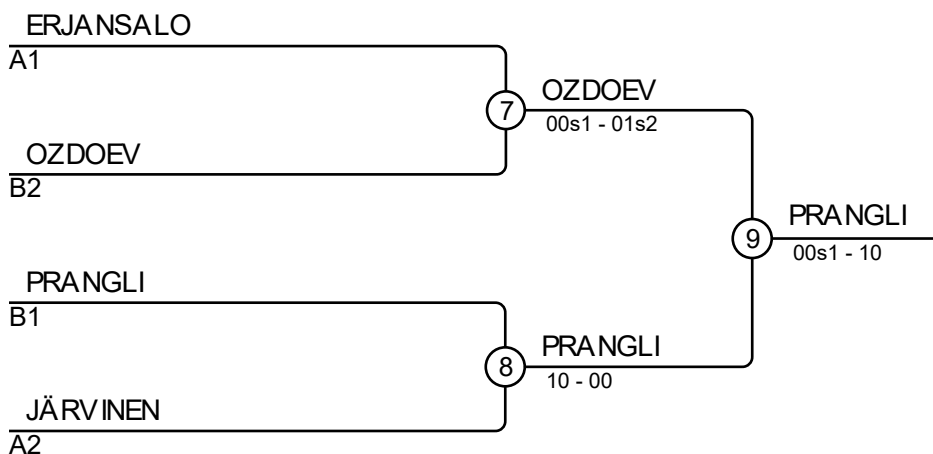 ERJANSALO
A1
7
OZDOEV
00s1 - 01s2
OZDOEV
B2
9
PRANGLI
00s1 - 10
PRANGLI
B1
8
PRANGLI
10 - 00
JÄRVINEN
A2